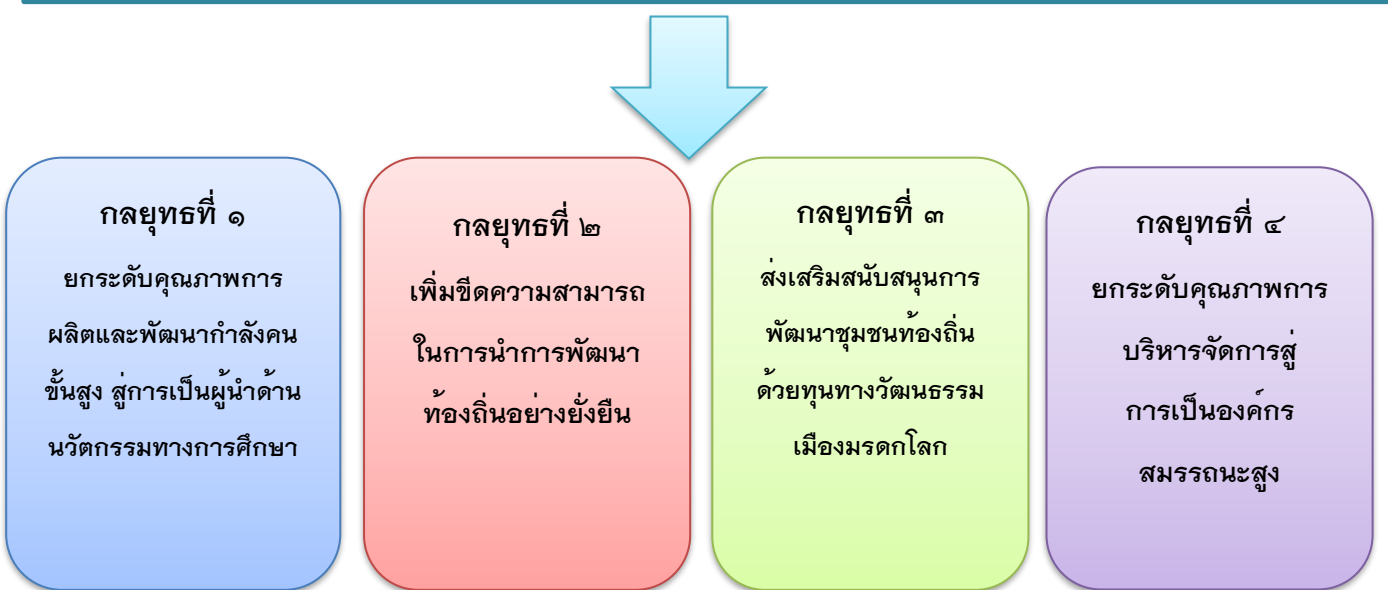 กลยุทธที่ ๑
ยกระดับคุณภาพการ
ผลิตและพัฒนากำลังคน
ขั้นสูง สู่การเป็นผู้นำด้าน
นวัตกรรมทางการศึกษา
กลยุทธที่ ๒
เพิ่มขีดความสามารถ
ในการนำการพัฒนา
ท้องถิ่นอย่างยั่งยืน
กลยุทธที่ ๓
ส่งเสริมสนับสนุนการ
พัฒนาชุมชนท้องถิ่น
ด้วยทุนทางวัฒนธรรม
เมืองมรดกโลก
กลยุทธที่ ๔
ยกระดับคุณภาพการ
บริหารจัดการสู่
การเป็นองค์กร
สมรรถนะสูง